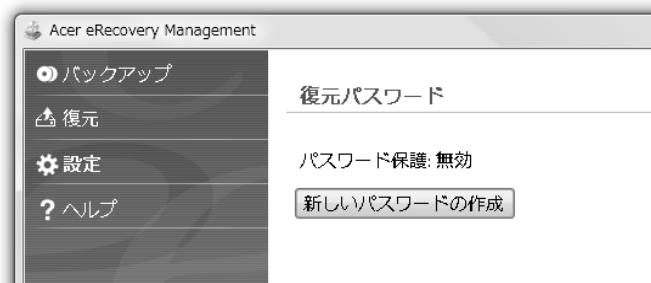 Acer eRecovery Management
バックアップ
復元
設定
? ヘルプ
復元パスワード
パスワード保護: 無効
新しいパスワードの作成